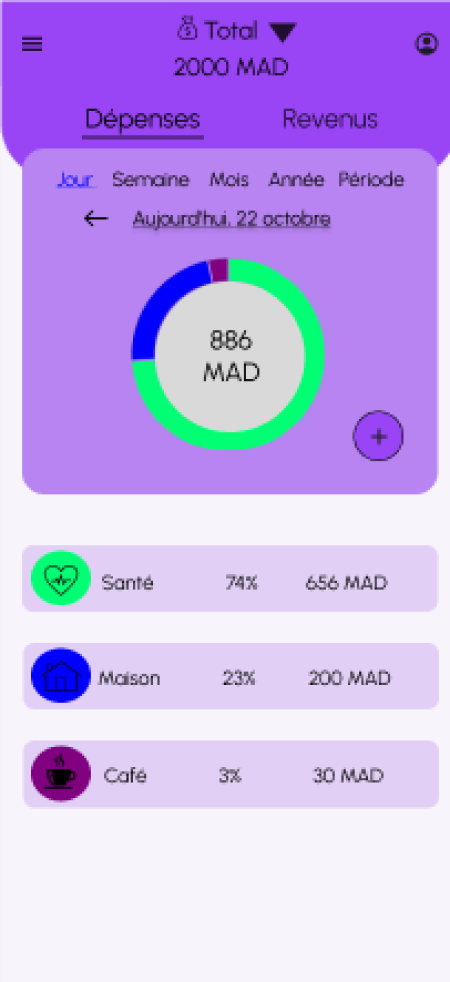 Total
2000 MAD
Dépenses Revenus
Jour Semaine Mois Année Période
Aujourd'hui, 22 octobre
886
MAD
Santé 74% 656 MAD
Maison 23% 200 MAD
Café 3% 30 MAD